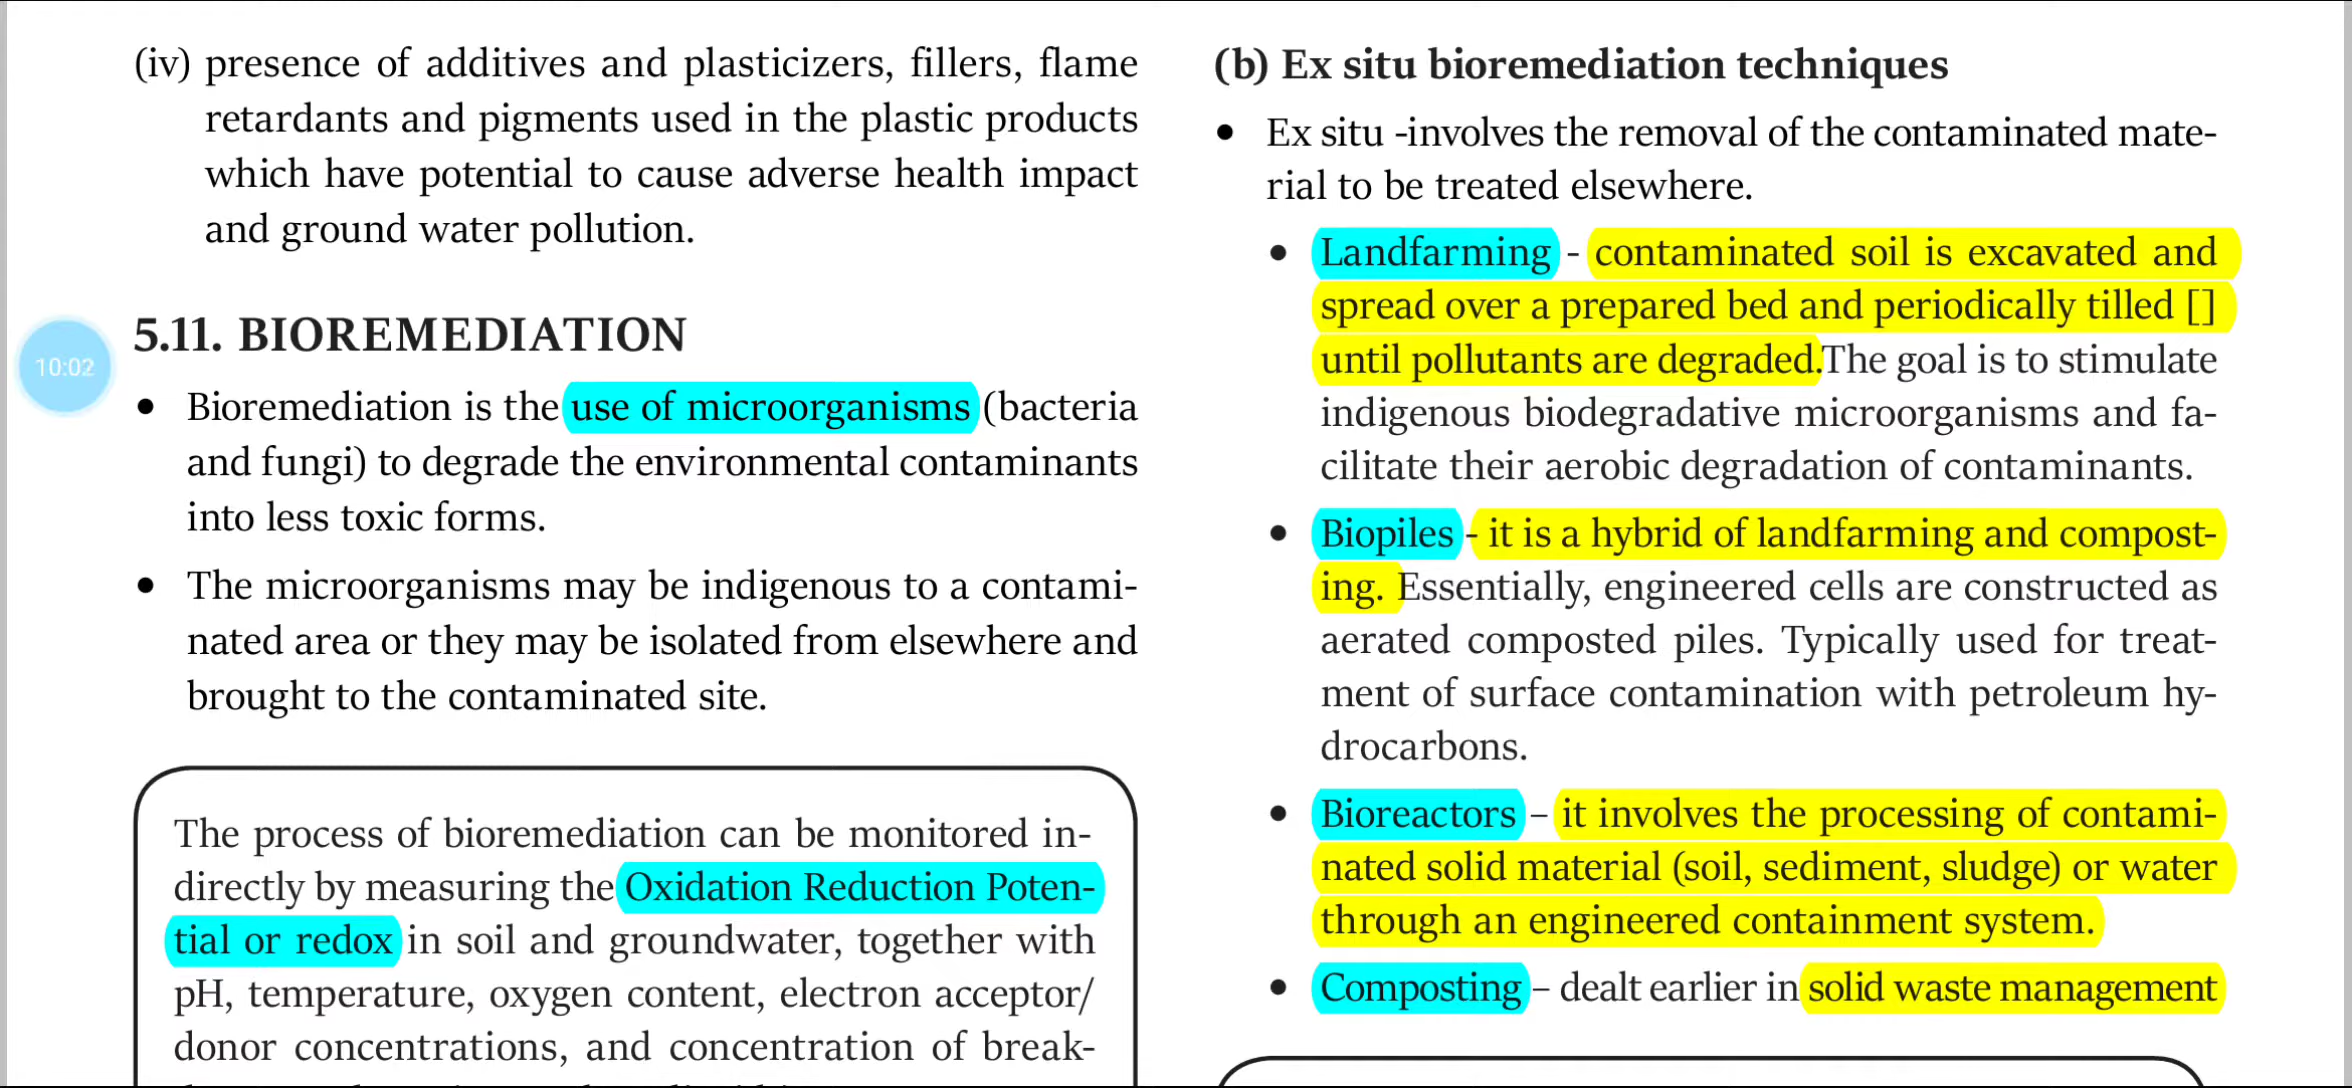 (iv) presence of additives and plasticizers, fillers, flame
retardants and pigments used in the plastic products
which have potential to cause adverse health impact
and ground water pollution.
5.11. BIOREMEDIATION
10:02
• Bioremediation is the use of microorganisms (bacteria
and fungi) to degrade the environmental contaminants
into less toxic forms.
• The microorganisms may be indigenous to a contami-
nated area or they may be isolated from elsewhere and
brought to the contaminated site.
The process of bioremediation can be monitored in-
directly by measuring the Oxidation Reduction Poten-
tial or redox in soil and groundwater, together with
pH, temperature, oxygen content, electron acceptor/
donor concentrations, and concentration of break-
(b) Ex situ bioremediation techniques
• Ex situ -involves the removal of the contaminated mate-
rial to be treated elsewhere.
• Landfarming - contaminated soil is excavated and
spread over a prepared bed and periodically tilled []
until pollutants are degraded.The goal is to stimulate
indigenous biodegradative microorganisms and fa-
cilitate their aerobic degradation of contaminants.
• Biopiles - it is a hybrid of landfarming and compost-
ing. Essentially, engineered cells are constructed as
aerated composted piles. Typically used for treat-
ment of surface contamination with petroleum hy-
drocarbons.
• Bioreactors – it involves the processing of contami-
nated solid material (soil, sediment, sludge) or water
through an engineered containment system.
• Composting – dealt earlier in solid waste management